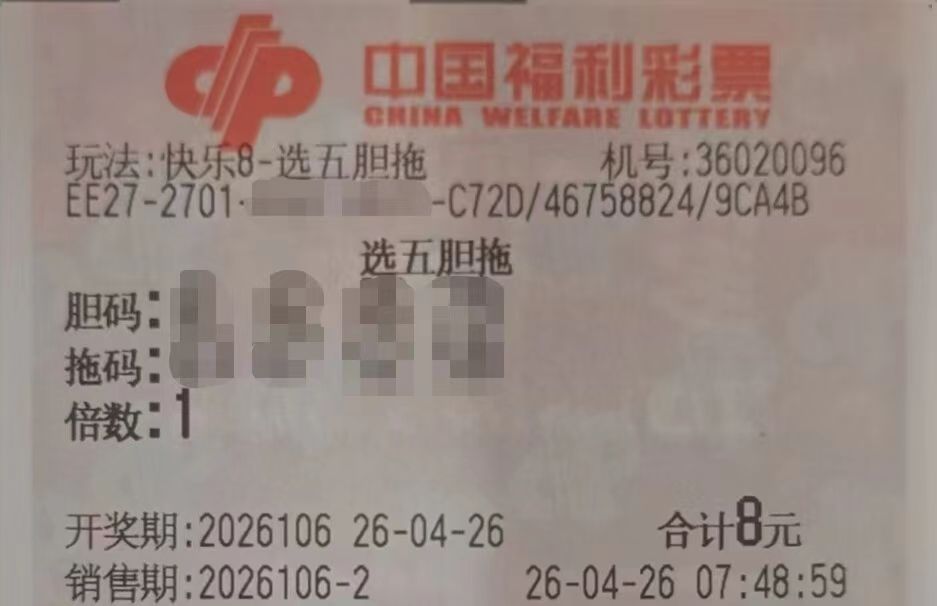 中国福利彩票
CHINA WELFARE LOTTERY
玩法:快乐8-选五胆拖 机号:36020096
EE27-2701- -C72D/46758824/9CA4B
选五胆拖
胆码:
拖码:
倍数:1
开奖期:2026106 26-04-26 合计8元
销售期:2026106-2 26-04-26 07:48:59